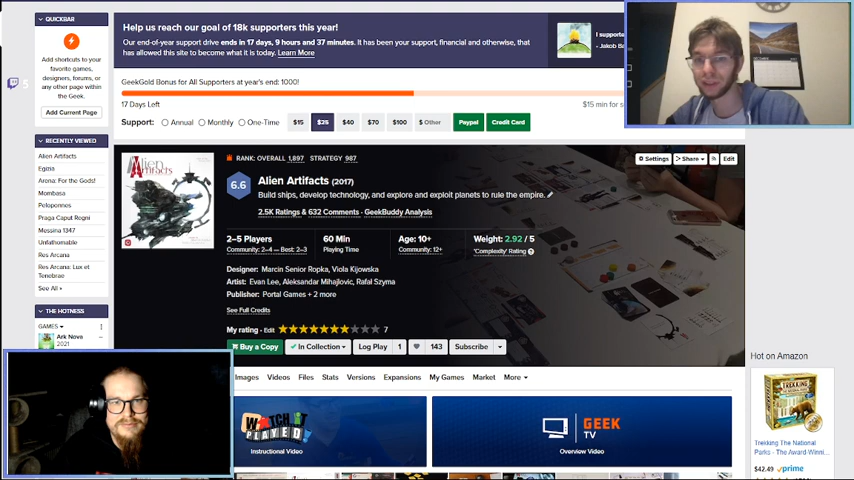 QUICKBAR
Add shortcuts to your
favorite games,
designers, forums, or
any other page within
the Geek.
Add Current Page
RECENTLY VIEWED
Alien Artifacts
Egizia
Arena: For the Gods!
Mombasa
Peloponnes
Praga Caput Regni
Messina 1347
Unfathomable
Res Arcana
Res Arcana: Lux et
Tenebrae
See All
THE HOTNESS
GAMES
Ark Nova
2021
Help us reach our goal of 18k supporters this year!
Our end-of-year support drive ends in 17 days, 9 hours and 37 minutes. It has been your support, financial and otherwise, that
has allowed this site to become what it is today. Learn More
I supporte
- Jakob Ba
GeekGold Bonus for All Supporters at year's end: 1000!
17 Days Left
$15 min for s
Support: Annual Monthly One-Time $15 $25 $40 $70 $100 $ Other Paypal Credit Card
Alien
Artifacts
RANK: OVERALL 1,897 STRATEGY 987
Settings Share Edit
6.6 Alien Artifacts (2017)
Build ships, develop technology, and explore and exploit planets to rule the empire.
2.5K Ratings & 632 Comments · GeekBuddy Analysis
2–5 Players 60 Min Age: 10+ Weight: 2.92 / 5
Community: 2–4 — Best: 2–3 Playing Time Community: 12+ 'Complexity' Rating
Designer: Marcin Senior Ropka, Viola Kijowska
Artist: Evan Lee, Aleksandar Mihajlovic, Rafal Szyma
Publisher: Portal Games + 2 more
See Full Credits
My rating · Edit 7
Buy a Copy In Collection Log Play 1 143 Subscribe
Images Videos Files Stats Versions Expansions My Games Market More
WATCH IT
PLAYED
Instructional Video
GEEK
TV
Overview Video
Hot on Amazon
TREKKING
Trekking The National
Parks - The Award-Winni...
$42.49 prime